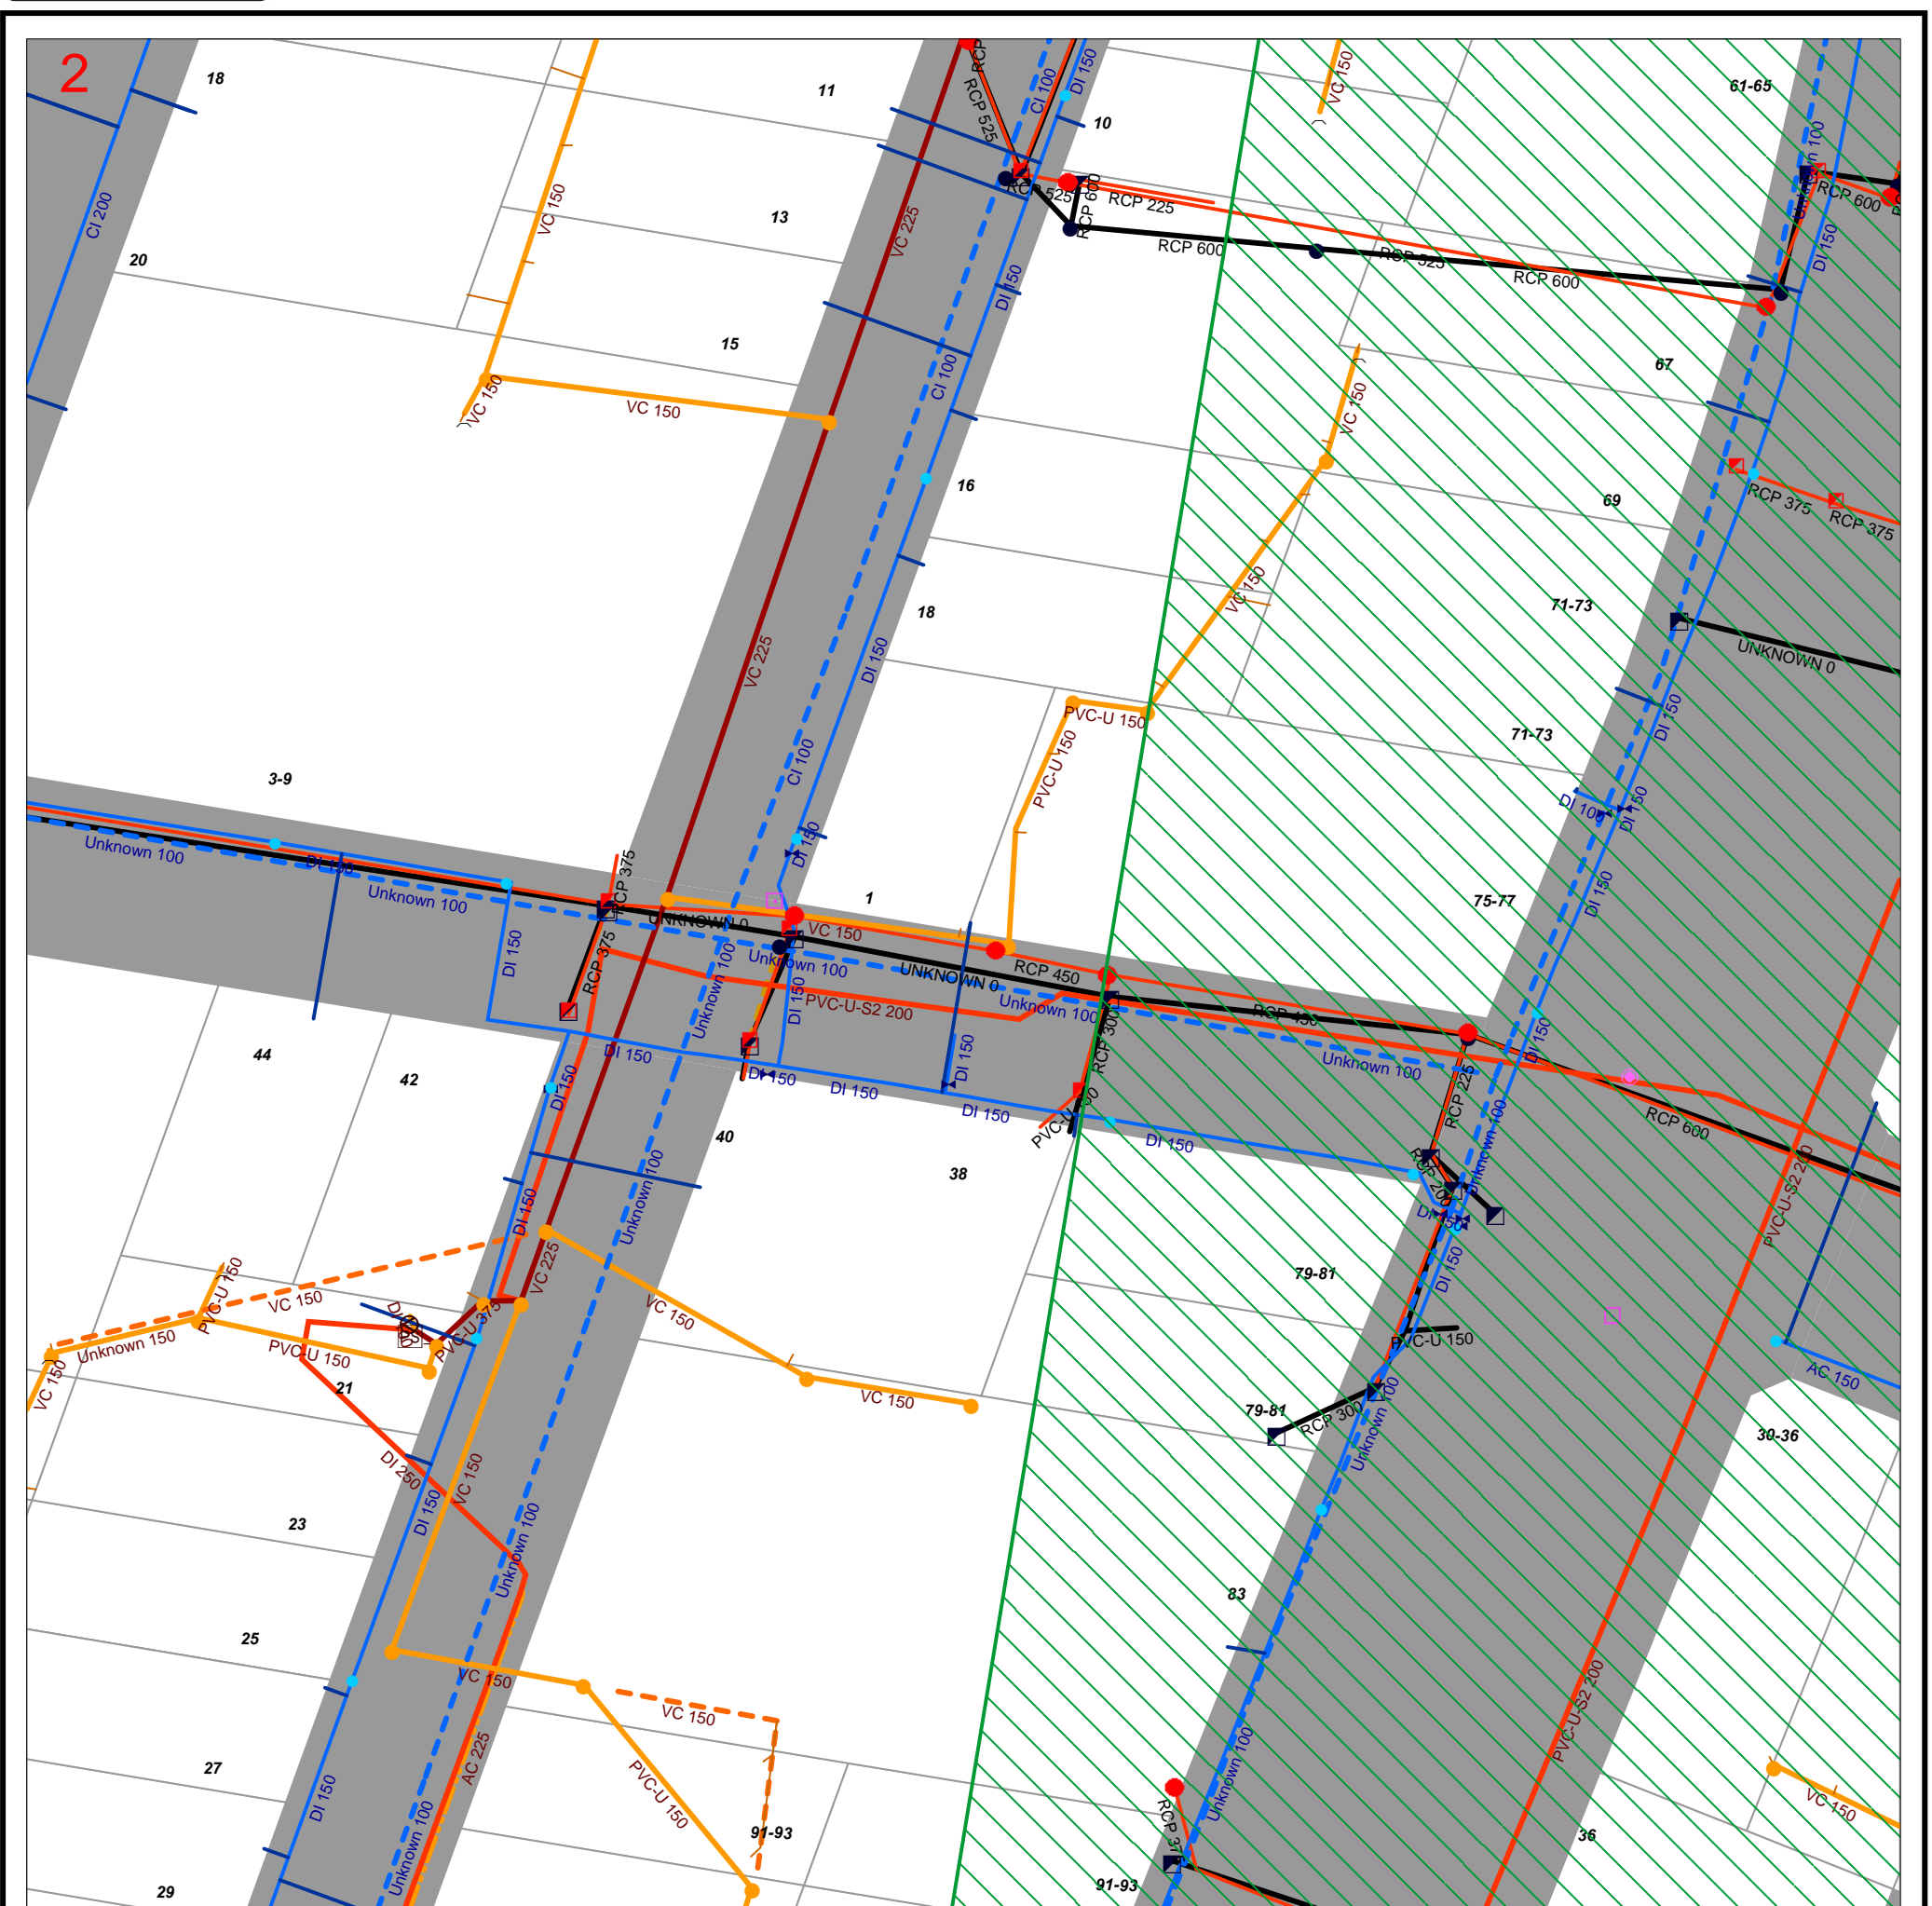 2
18
11
RCP
RCP 525
CI 100
DI 150
10
VC 150
61-65
CI 200
VC 150
13
VC 225
RCP 525
RCP 600
RCP 225
Unknown 100
RCP 600
20
RCP 600
RCP 525
RCP 600
DI 150
DI 150
15
CI 100
67
VC 150
VC 150
VC 150
16
69
RCP 375
RCP 375
VC 150
18
71-73
VC 225
DI 150
UNKNOWN 0
PVC-U 150
DI 150
71-73
3-9
CI 100
PVC-U 150
DI 100
DI 150
Unknown 100
DI 150
DI 150
Unknown 100
RCP 375
1
75-77
DI 150
UNKNOWN 0
VC 150
DI 150
RCP 375
Unknown 100
Unknown 100
UNKNOWN 0
RCP 450
DI 150
PVC-U-S2 200
Unknown 100
RCP 450
44
42
DI 150
DI 150
DI 150
DI 150
DI 150
DI 150
RCP 300
Unknown 100
DI 150
RCP 225
RCP 600
40
38
DI 150
PVC-U
Unknown 100
DI 150
Unknown 100
RCP 200
DI 150
PVC-U-S2 200
79-81
DI 150
VC 225
PVC-U 150
VC 150
VC 150
Unknown 150
PVC-U 150
PVC-U 375
PVC-U 150
VC 150
21
VC 150
AC 150
79-81
RCP 300
Unknown 100
30-36
DI 250
VC 150
DI 150
23
Unknown 100
83
25
VC 150
VC 150
PVC-U-S2 200
AC 225
27
DI 150
PVC-U 150
Unknown 100
RCP 375
VC 150
91-93
36
Unknown 100
29
91-93